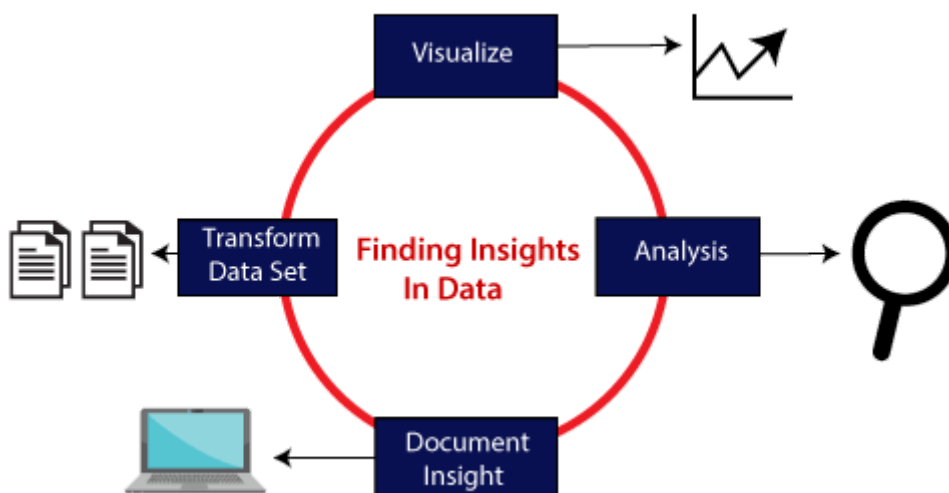 Visualize
Transform
Data Set
Finding Insights
In Data
Analysis
Document
Insight